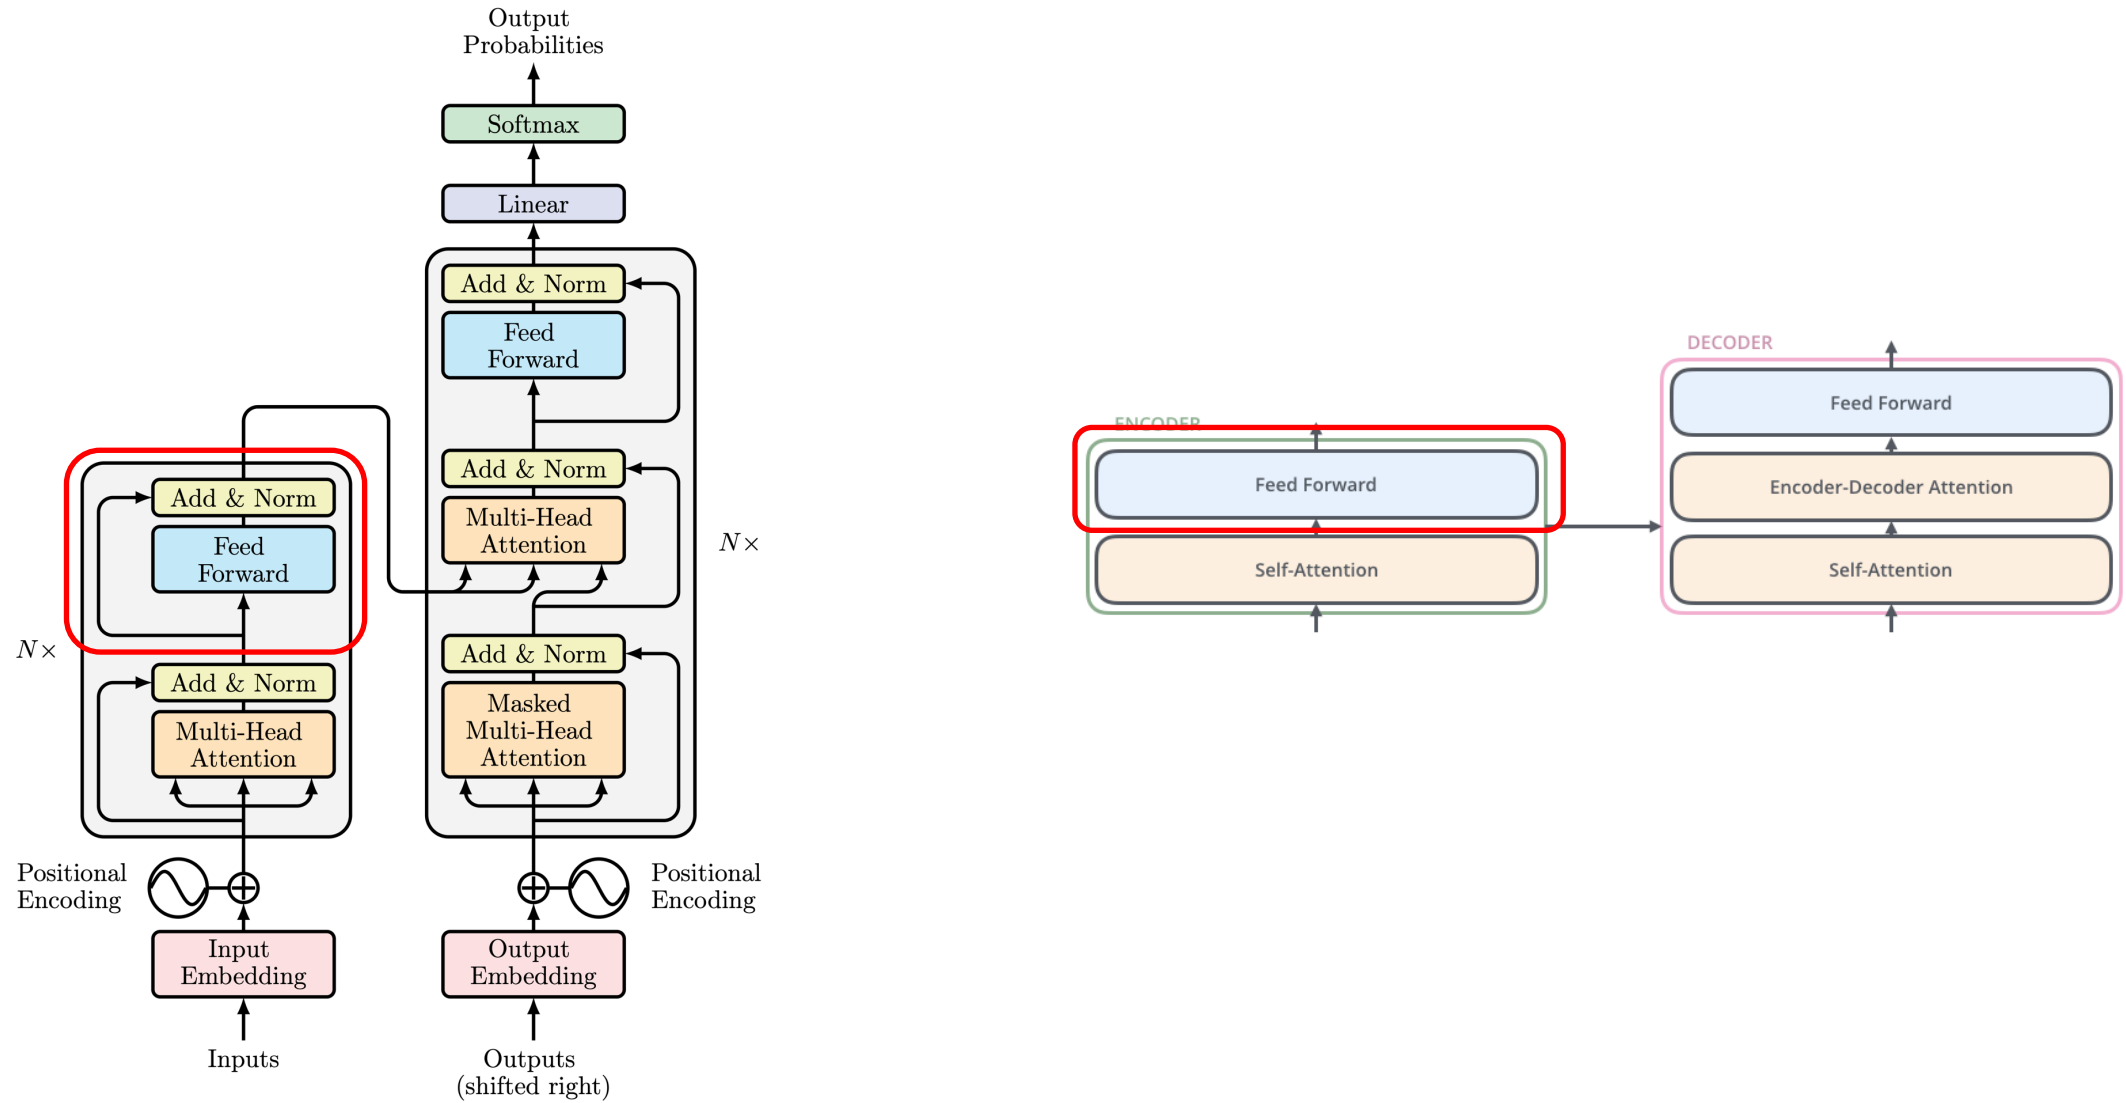 Output
Probabilities
Softmax
Linear
Add & Norm
Feed
Forward
Add & Norm
Multi-Head
Attention
N×
Add & Norm
Masked
Multi-Head
Attention
Add & Norm
Feed
Forward
N×
Add & Norm
Multi-Head
Attention
Positional
Encoding
Positional
Encoding
Input
Embedding
Output
Embedding
Inputs
Outputs
(shifted right)
ENCODER
Feed Forward
Self-Attention
DECODER
Feed Forward
Encoder-Decoder Attention
Self-Attention